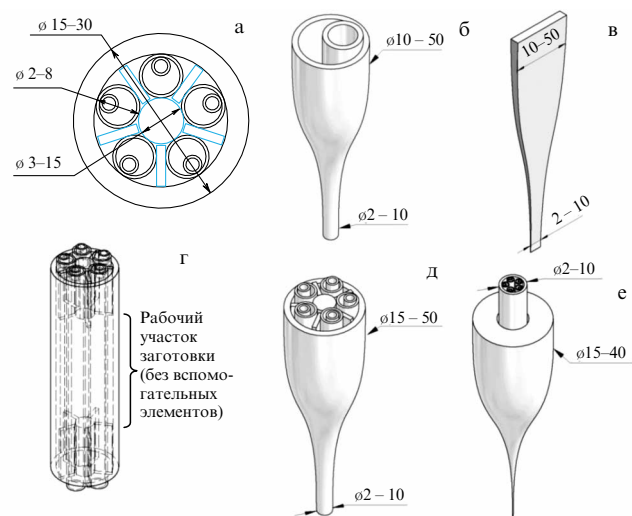 а
ø 15–30
ø 2–8
ø 3–15
б
ø10 – 50
ø2 – 10
в
10–50
2 – 10
г
Рабочий
участок
заготовки
(без вспомо-
гательных
элементов)
д
ø15 – 50
ø2 – 10
е
ø2–10
ø15–40